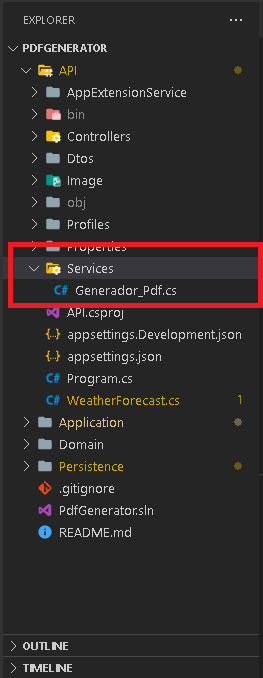 EXPLORER ...
PDFGENERATOR
API
AppExtensionService
bin
Controllers
Dtos
Image
obj
Profiles
Properties
Services
C# Generador_Pdf.cs
API.csproj
{..} appsettings.Development.json
{..} appsettings.json
C# Program.cs
C# WeatherForecast.cs 1
Application
Domain
Persistence
.gitignore
PdfGenerator.sln
README.md
OUTLINE
TIMELINE